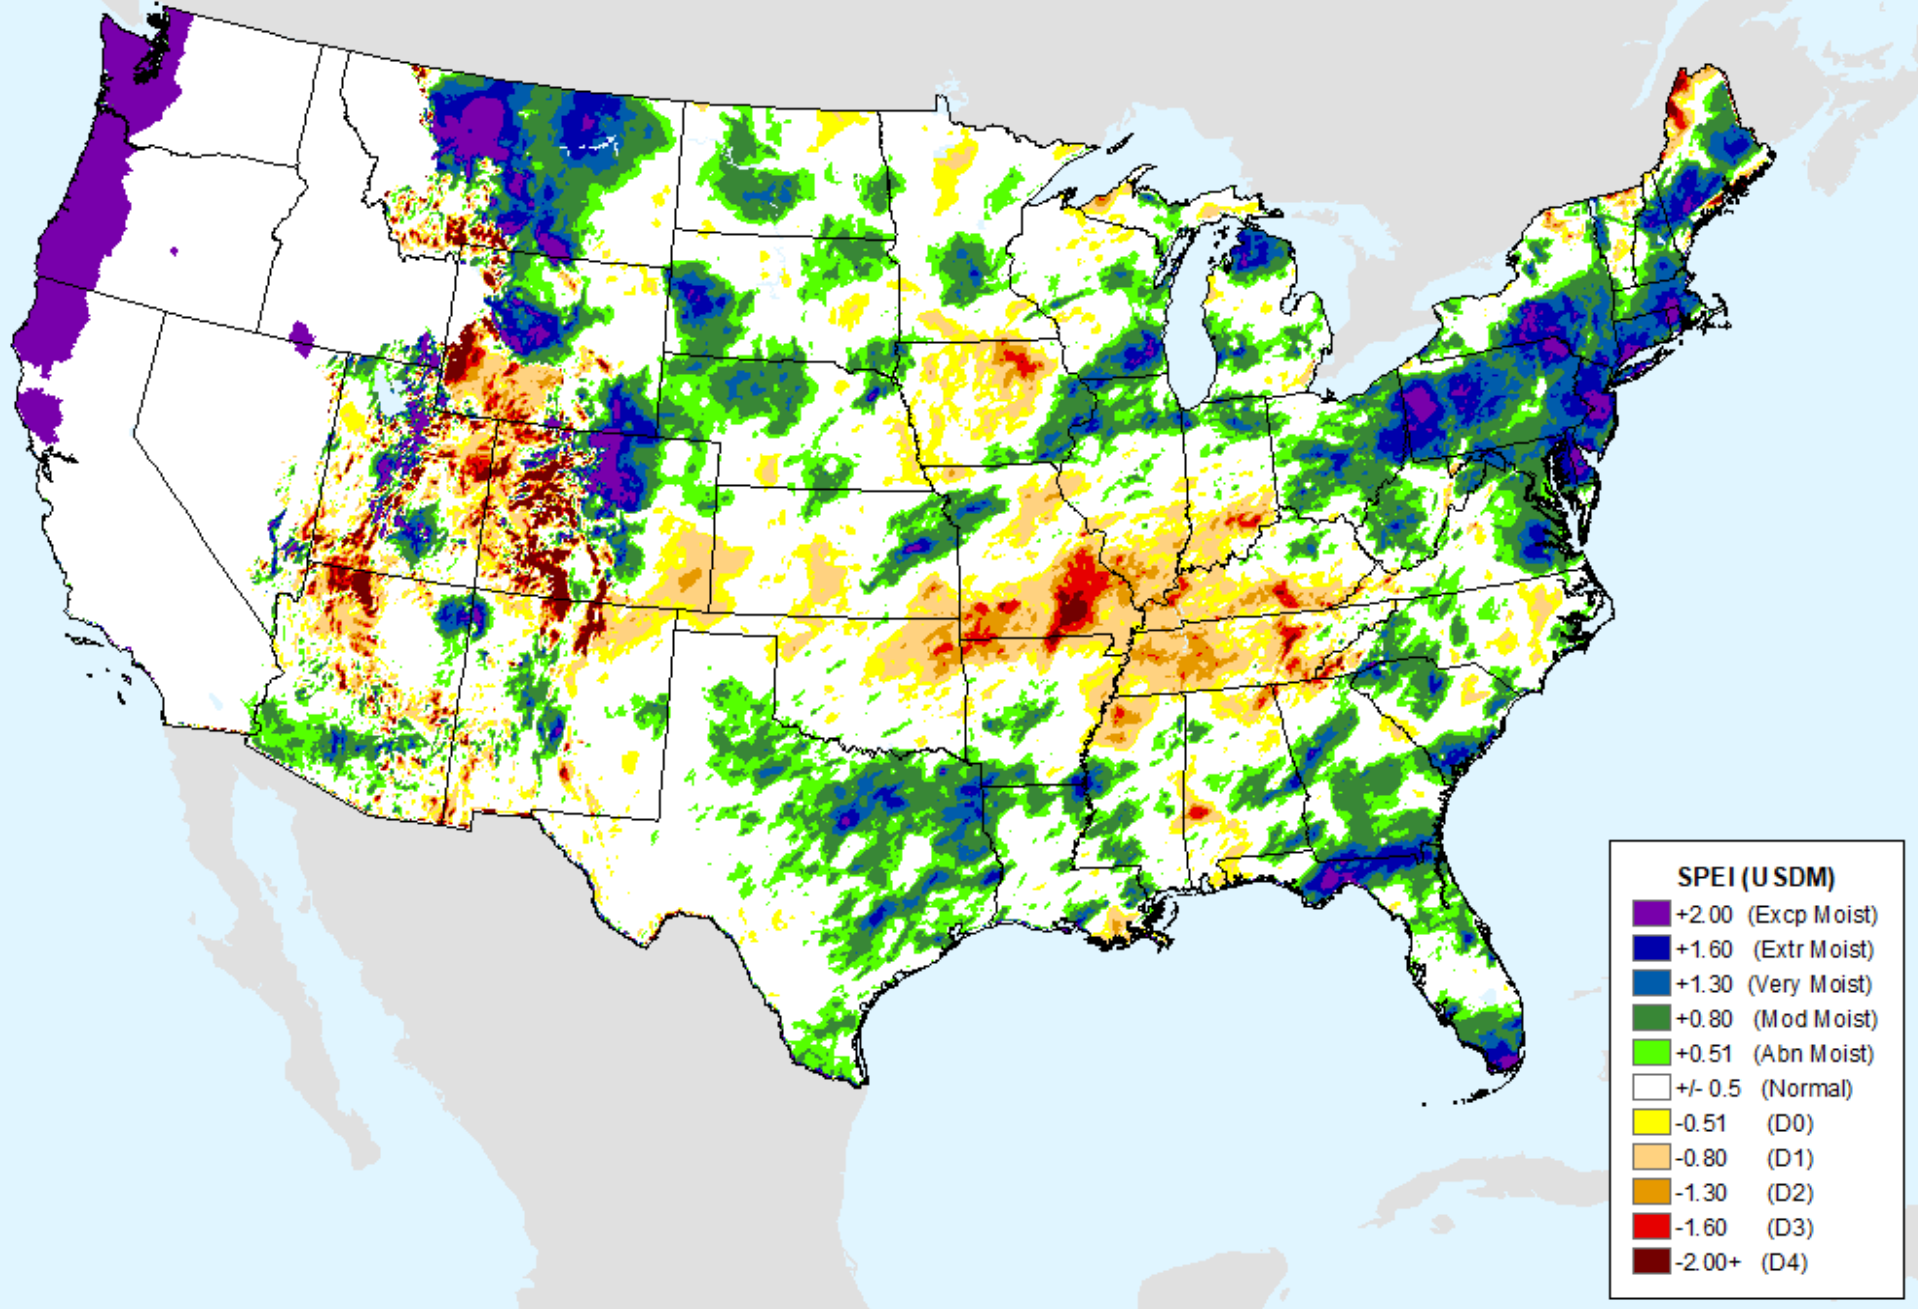 SPEI (USDM)
+2.00 (Excp Moist)
+1.60 (Extr Moist)
+1.30 (Very Moist)
+0.80 (Mod Moist)
+0.51 (Abn Moist)
+/- 0.5 (Normal)
-0.51 (D0)
-0.80 (D1)
-1.30 (D2)
-1.60 (D3)
-2.00+ (D4)